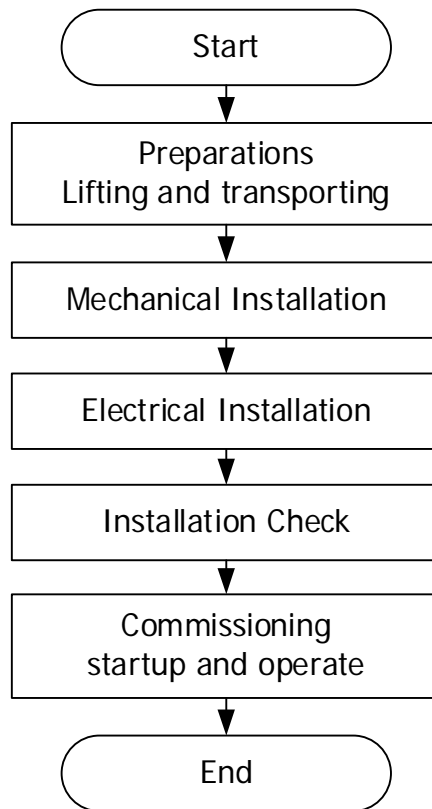 Start
Preparations
Lifting and transporting
Mechanical Installation
Electrical Installation
Installation Check
Commissioning
startup and operate
End